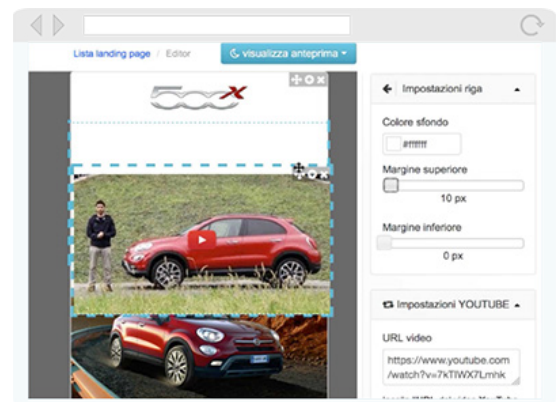 Lista landing page / Editor
visualizza anteprima
500X
Impostazioni riga
Colore sfondo
#ffffff
Margine superiore
10 px
Margine inferiore
0 px
Impostazioni YOUTUBE
URL video
https://www.youtube.com
/watch?v=7kTlWX7Lmhk